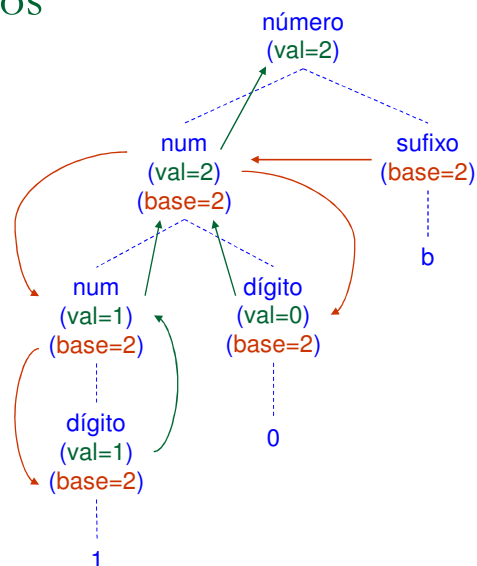 número
(val=2)
num
(val=2)
(base=2)
sufixo
(base=2)
b
num
(val=1)
(base=2)
dígito
(val=0)
(base=2)
0
dígito
(val=1)
(base=2)
1